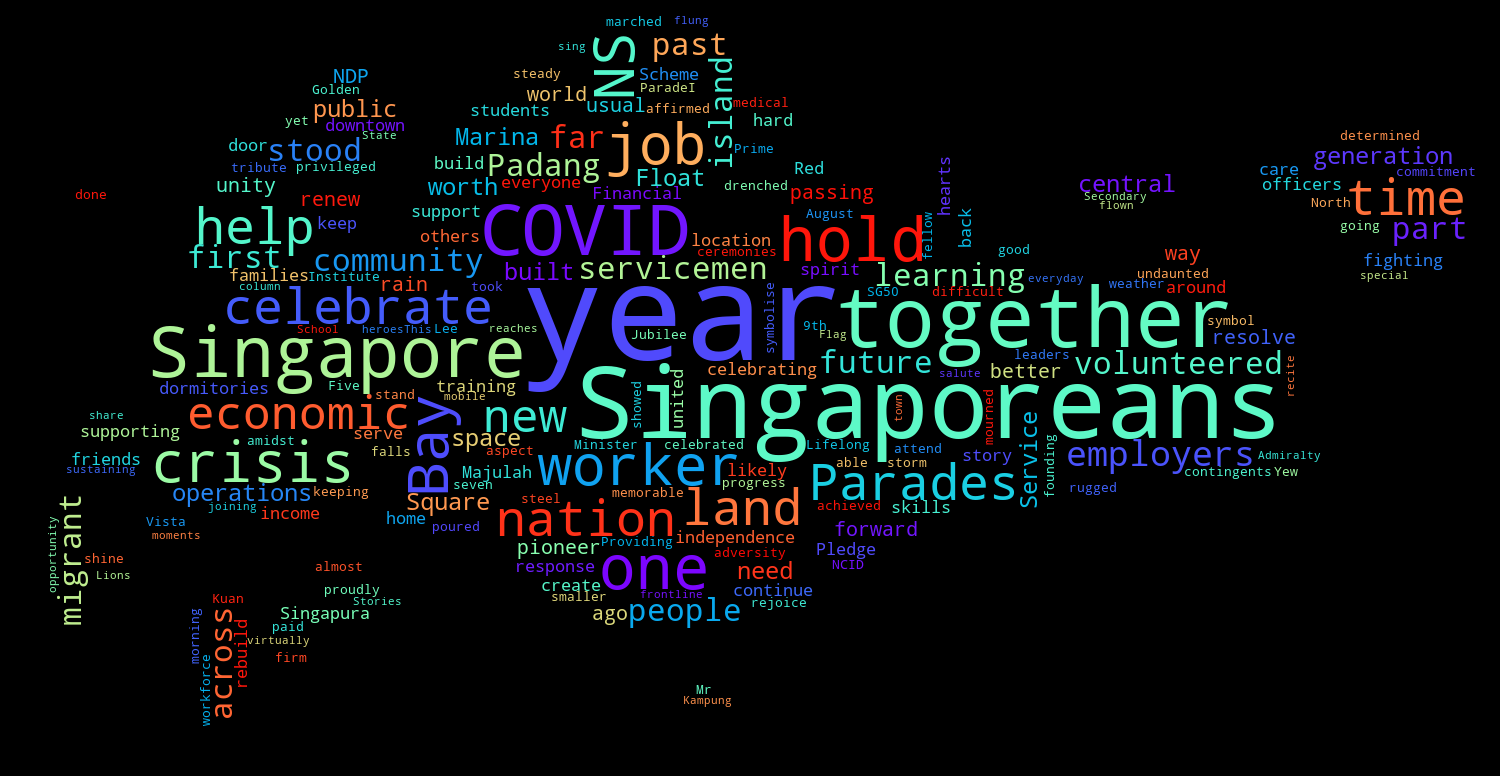 marched
flung
sing
NS
past
NDP
steady
Scheme
island
Golden
world
ParadeI
public
students
usual
affirmed
medical
yet
downtown
hard
State
Marina
far
job
door
stood
Prime
determined
build
Padang
generation
tribute
privileged
Float
Red
hearts
care
commitment
unity
worth
everyone
drenched
central
officers
done
renew
Financial
passing
Secondary
North
time
help
keep
support
COVID
August
fellow
back
flown
going
part
others
location
hold
first
community
ceremonies
good
way
fighting
families
Institute
rain
built
servicemen
spirit
learning
everyday
undaunted
special
column
took
year
symbolise
SG50
difficult
weather
around
celebrate
together
School
heroesThis
Lee
reaches
Jubilee
9th
Flag
symbol
Singapore
future
leaders
resolve
celebrating
volunteered
salute
better
recite
dormitories
Five
training
stand
mobile
Singaporeans
showed
united
town
share
economic
Bay
new
mourned
supporting
amidst
serve
space
Service
crisis
falls
aspect
Minister
celebrated
Lifelong
attend
story
employers
Admiralty
friends
sustaining
Majulah
worker
likely
able
storm
founding
contingents
Yew
operations
keeping
seven
progress
Parades
rugged
migrant
joining
income
Square
steel
memorable
land
achieved
skills
Vista
home
poured
nation
forward
moments
pioneer
Providing
independence
Pledge
opportunity
shine
almost
response
one
adversity
need
NCID
Lions
proudly
create
frontline
continue
Kuan
Stories
smaller
rejoice
Singapura
ago
people
morning
across
paid
rebuild
virtually
workforce
firm
Mr
Kampung